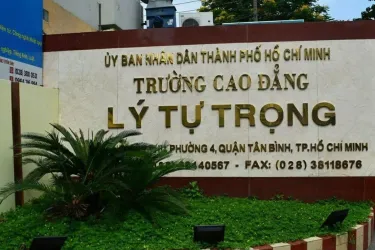 ỦY BAN NHÂN DÂN THÀNH PHỐ HỒ CHÍ MINH
TRƯỜNG CAO ĐẲNG
LÝ TỰ TRỌNG
PHƯỜNG 4, QUẬN TÂN BÌNH, TP.HỒ CHÍ MINH
110567 - FAX: (028) 38118676